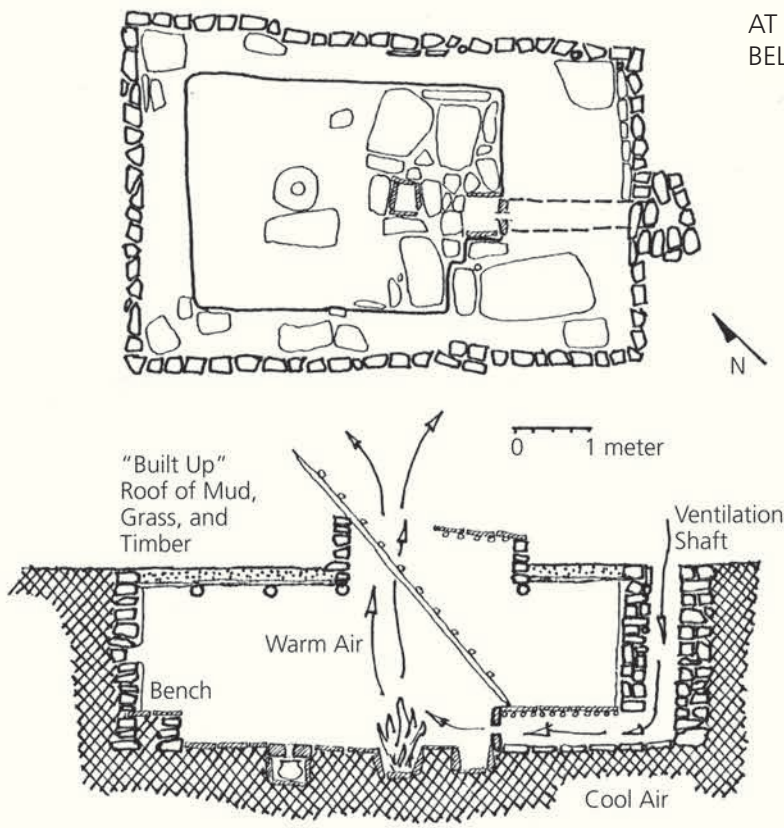 AT
BEL
N
0 1 meter
"Built Up"
Roof of Mud,
Grass, and
Timber
Ventilation
Shaft
Warm Air
Bench
Cool Air